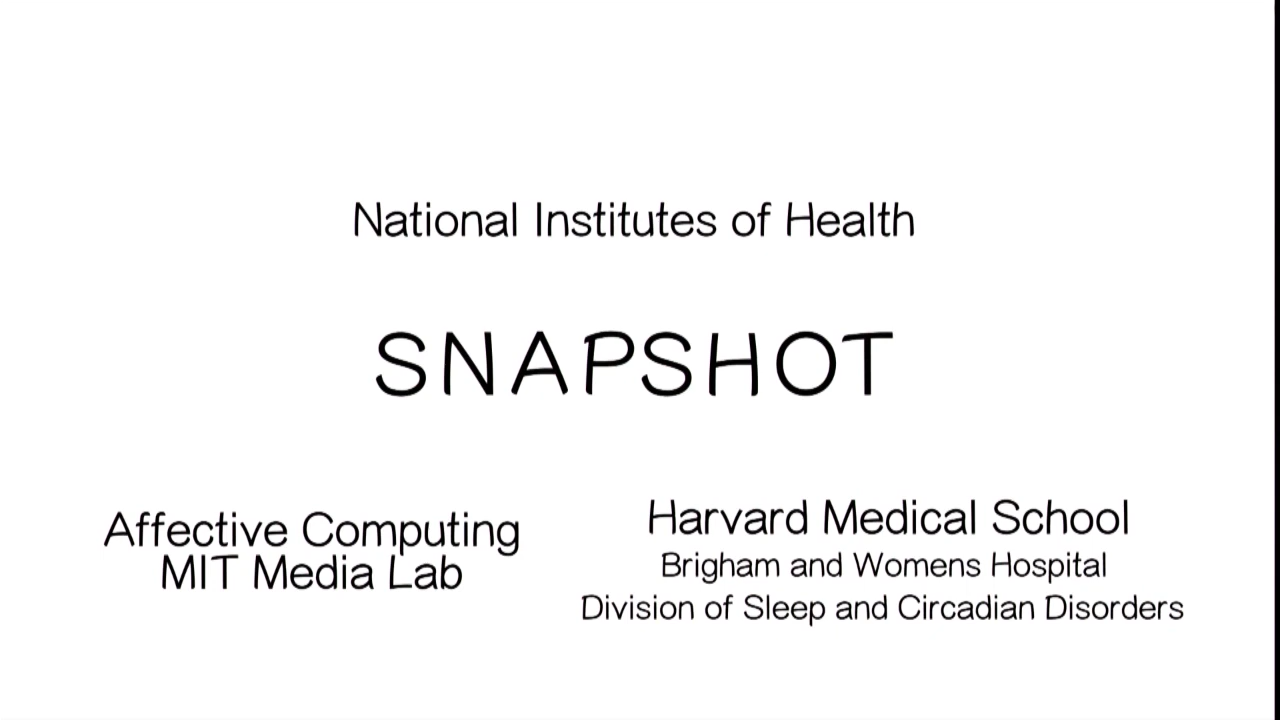 National Institutes of Health
SNAPSHOT
Affective Computing
MIT Media Lab
Harvard Medical School
Brigham and Womens Hospital
Division of Sleep and Circadian Disorders